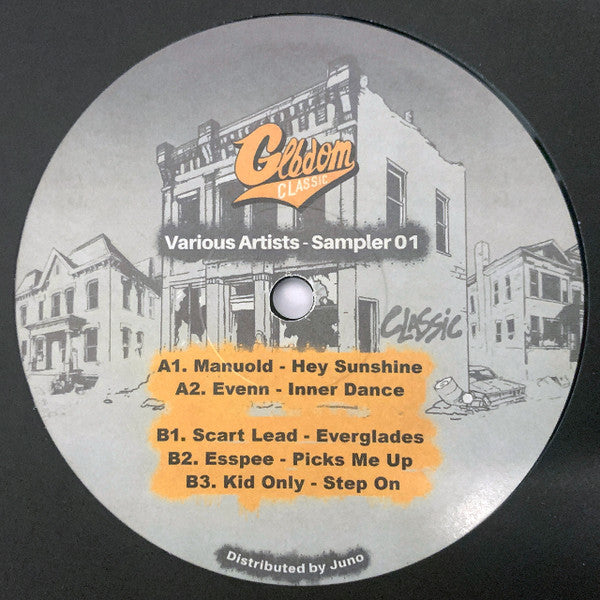 Glbdom
CLASSIC
Various Artists - Sampler 01
CLASSIC
A1. Manuold - Hey Sunshine
A2. Evenn - Inner Dance
B1. Scart Lead - Everglades
B2. Esspee - Picks Me Up
B3. Kid Only - Step On
Distributed by Juno